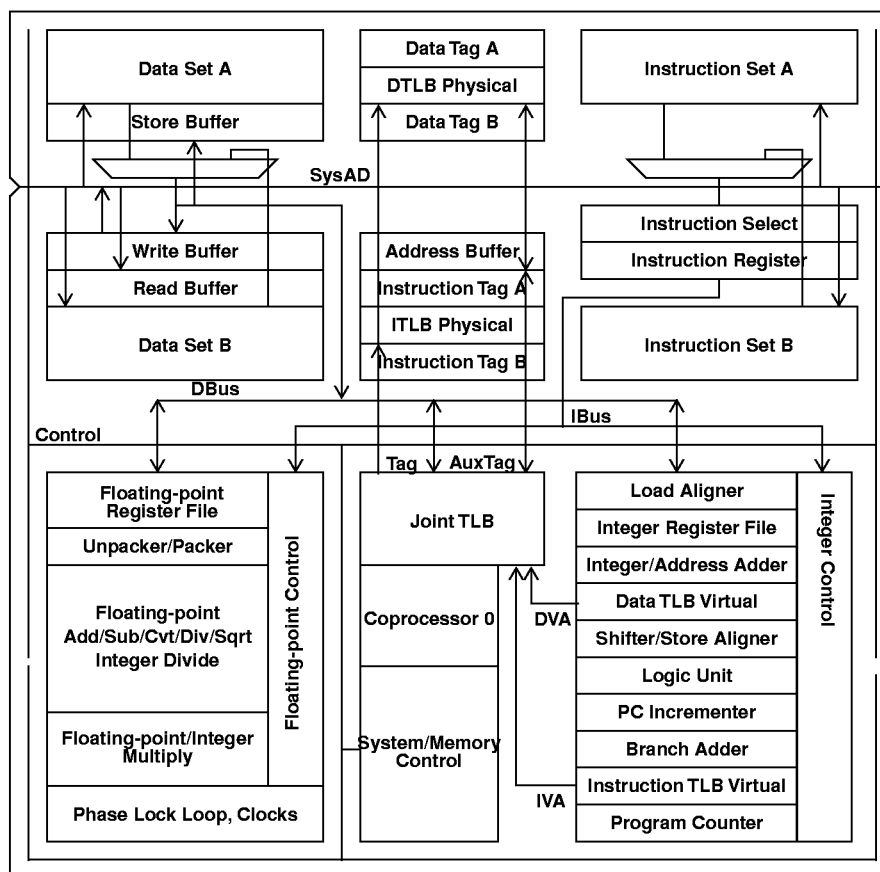 Data Set A
Store Buffer
Data Tag A
DTLB Physical
Data Tag B
Instruction Set A
SysAD
Write Buffer
Read Buffer
Data Set B
Address Buffer
Instruction Tag A
ITLB Physical
Instruction Tag B
Instruction Select
Instruction Register
Instruction Set B
DBus
IBus
Control
Tag
AuxTag
Floating-point
Register File
Unpacker/Packer
Floating-point
Add/Sub/Cvt/Div/Sqrt
Integer Divide
Floating-point/Integer
Multiply
Phase Lock Loop, Clocks
Floating-point Control
Joint TLB
Coprocessor 0
System/Memory
Control
DVA
IVA
Load Aligner
Integer Register File
Integer/Address Adder
Data TLB Virtual
Shifter/Store Aligner
Logic Unit
PC Incrementer
Branch Adder
Instruction TLB Virtual
Program Counter
Integer Control